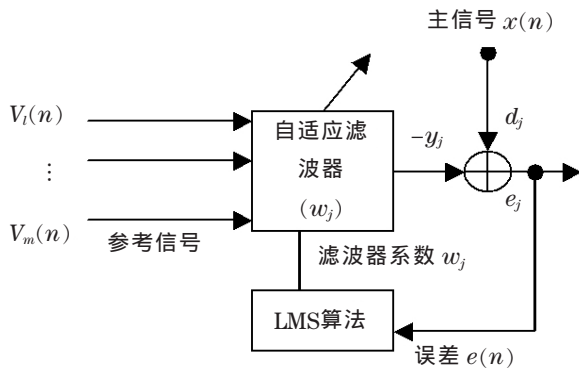 主信号 x(n)
V_l(n)
自适应滤
波器
(w_j)
-y_j
d_j
⋮
e_j
V_m(n)
参考信号
滤波器系数 w_j
LMS算法
误差 e(n)